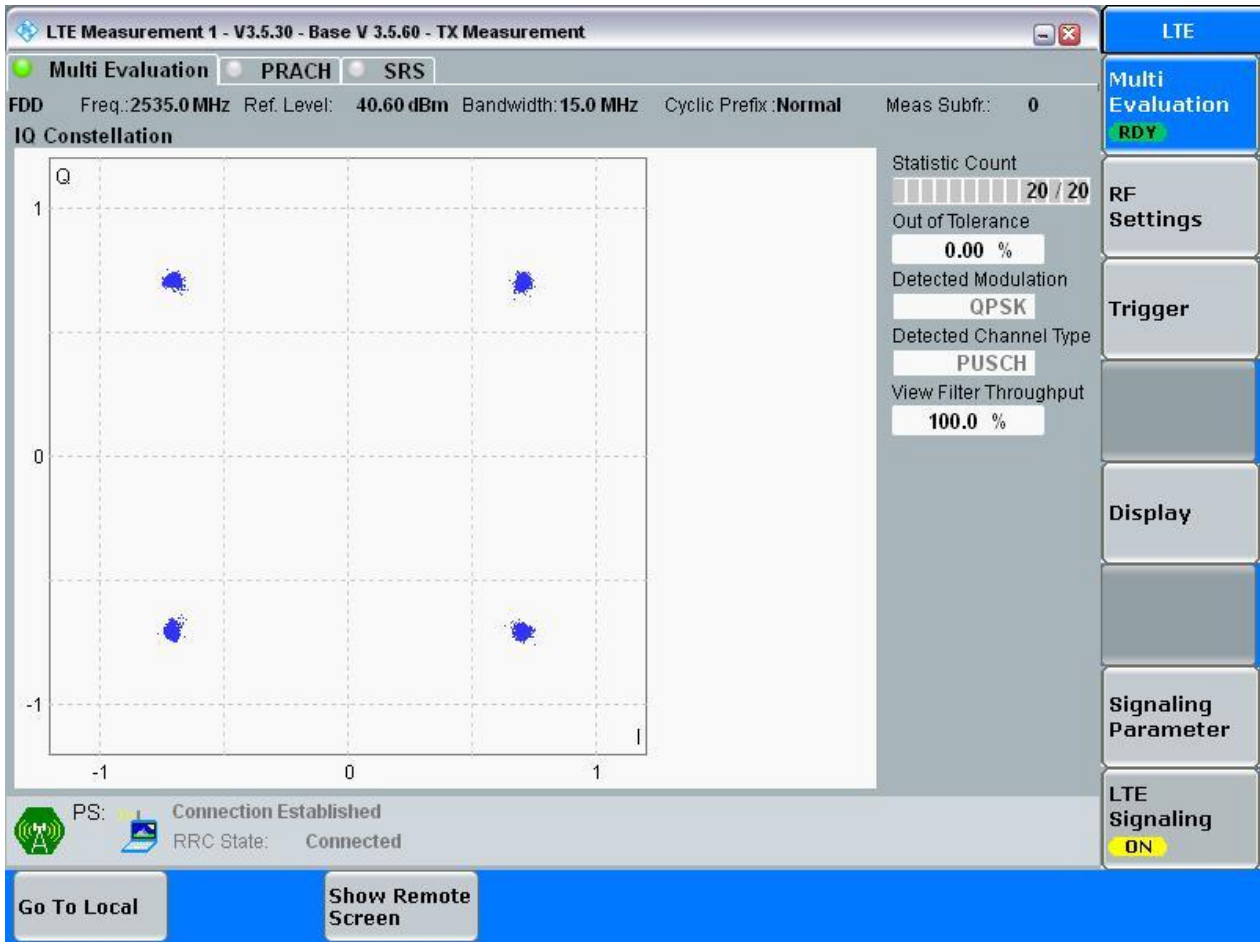 LTE Measurement 1 - V3.5.30 - Base V 3.5.60 - TX Measurement
LTE
Multi Evaluation PRACH SRS
FDD Freq.:2535.0 MHz Ref. Level: 40.60 dBm Bandwidth:15.0 MHz Cyclic Prefix :Normal Meas Subfr.: 0
IQ Constellation
Q
1
0
-1
I
-1 0 1
Statistic Count
20 / 20
Out of Tolerance
0.00 %
Detected Modulation
QPSK
Detected Channel Type
PUSCH
View Filter Throughput
100.0 %
Multi
Evaluation
RDY
RF
Settings
Trigger
Display
Signaling
Parameter
LTE
Signaling
ON
PS: Connection Established
RRC State: Connected
Go To Local
Show Remote
Screen